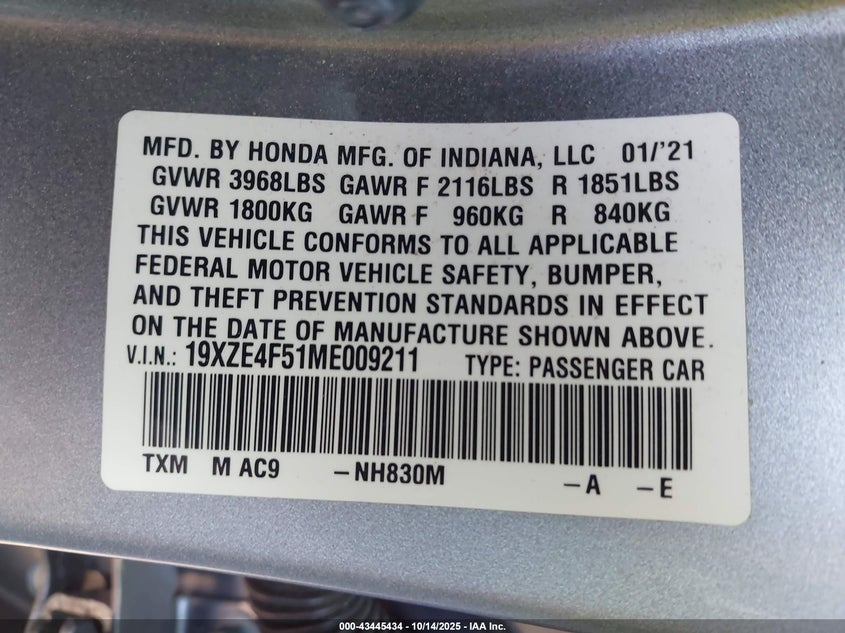 MFD. BY HONDA MFG. OF INDIANA, LLC 01/'21
GVWR 3968LBS GAWR F 2116LBS R 1851LBS
GVWR 1800KG GAWR F 960KG R 840KG
THIS VEHICLE CONFORMS TO ALL APPLICABLE
FEDERAL MOTOR VEHICLE SAFETY, BUMPER,
AND THEFT PREVENTION STANDARDS IN EFFECT
ON THE DATE OF MANUFACTURE SHOWN ABOVE.
V.I.N.: 19XZE4F51ME009211 TYPE: PASSENGER CAR
TXM M AC9 –NH830M –A –E
000-43445434 | 10/14/2025 - IAA Inc.